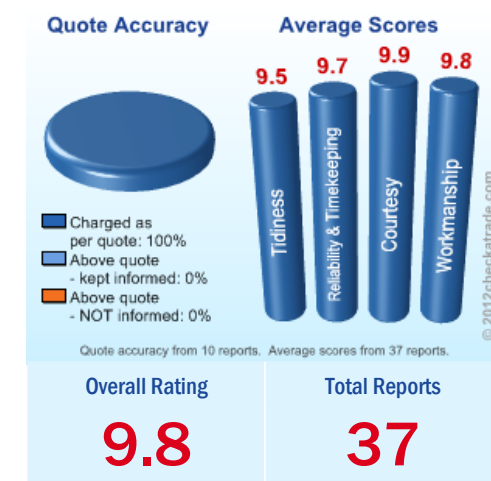 Quote Accuracy
Average Scores
9.5
9.7
9.9
9.8
Tidiness
Reliability & Timekeeping
Courtesy
Workmanship
Charged as
per quote: 100%
Above quote
- kept informed: 0%
Above quote
- NOT informed: 0%
© 2012checkatrade.com
Quote accuracy from 10 reports. Average scores from 37 reports.
Overall Rating
Total Reports
9.8
37